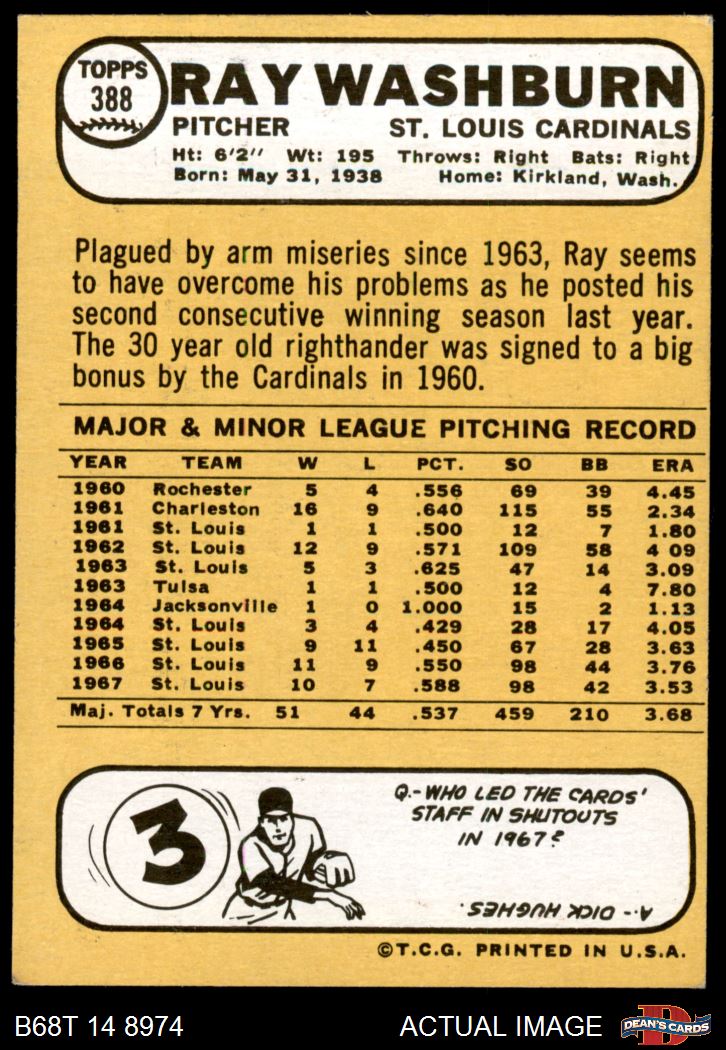 TOPPS
388
RAY WASHBURN
PITCHER ST. LOUIS CARDINALS
Ht: 6'2" Wt: 195 Throws: Right Bats: Right
Born: May 31, 1938 Home: Kirkland, Wash.
Plagued by arm miseries since 1963, Ray seems
to have overcome his problems as he posted his
second consecutive winning season last year.
The 30 year old righthander was signed to a big
bonus by the Cardinals in 1960.
MAJOR & MINOR LEAGUE PITCHING RECORD
YEAR TEAM W L PCT. SO BB ERA
1960 Rochester 5 4 .556 69 39 4.45
1961 Charleston 16 9 .640 115 55 2.34
1961 St. Louis 1 1 .500 12 7 1.80
1962 St. Louis 12 9 .571 109 58 4 09
1963 St. Louis 5 3 .625 47 14 3.09
1963 Tulsa 1 1 .500 12 4 7.80
1964 Jacksonville 1 0 1.000 15 2 1.13
1964 St. Louis 3 4 .429 28 17 4.05
1965 St. Louis 9 11 .450 67 28 3.63
1966 St. Louis 11 9 .550 98 44 3.76
1967 St. Louis 10 7 .588 98 42 3.53
Maj. Totals 7 Yrs. 51 44 .537 459 210 3.68
3
Q.-WHO LED THE CARDS'
STAFF IN SHUTOUTS
IN 1967?
A.- DICK HUGHES.
©T.C.G. PRINTED IN U.S.A.
B68T 14 8974 ACTUAL IMAGE D DEAN'S CARDS